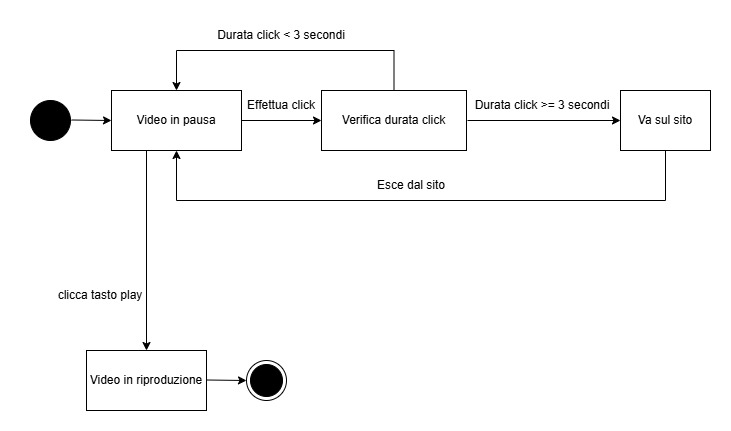 Durata click < 3 secondi
Effettua click
Durata click >= 3 secondi
Video in pausa
Verifica durata click
Va sul sito
Esce dal sito
clicca tasto play
Video in riproduzione